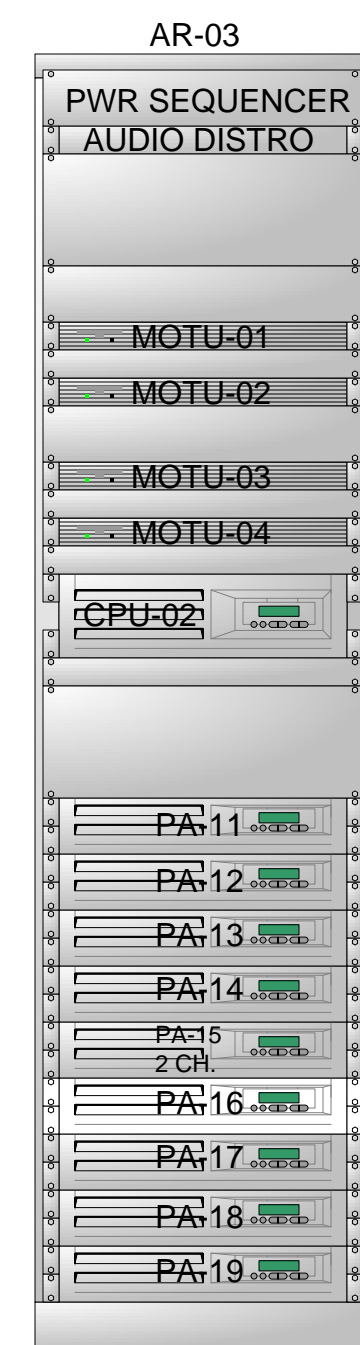 AR-03
PWR SEQUENCER
AUDIO DISTRO
MOTU-01
MOTU-02
MOTU-03
MOTU-04
CPU-02
PA-11
PA-12
PA-13
PA-14
PA-15
2 CH.
PA-16
PA-17
PA-18
PA-19